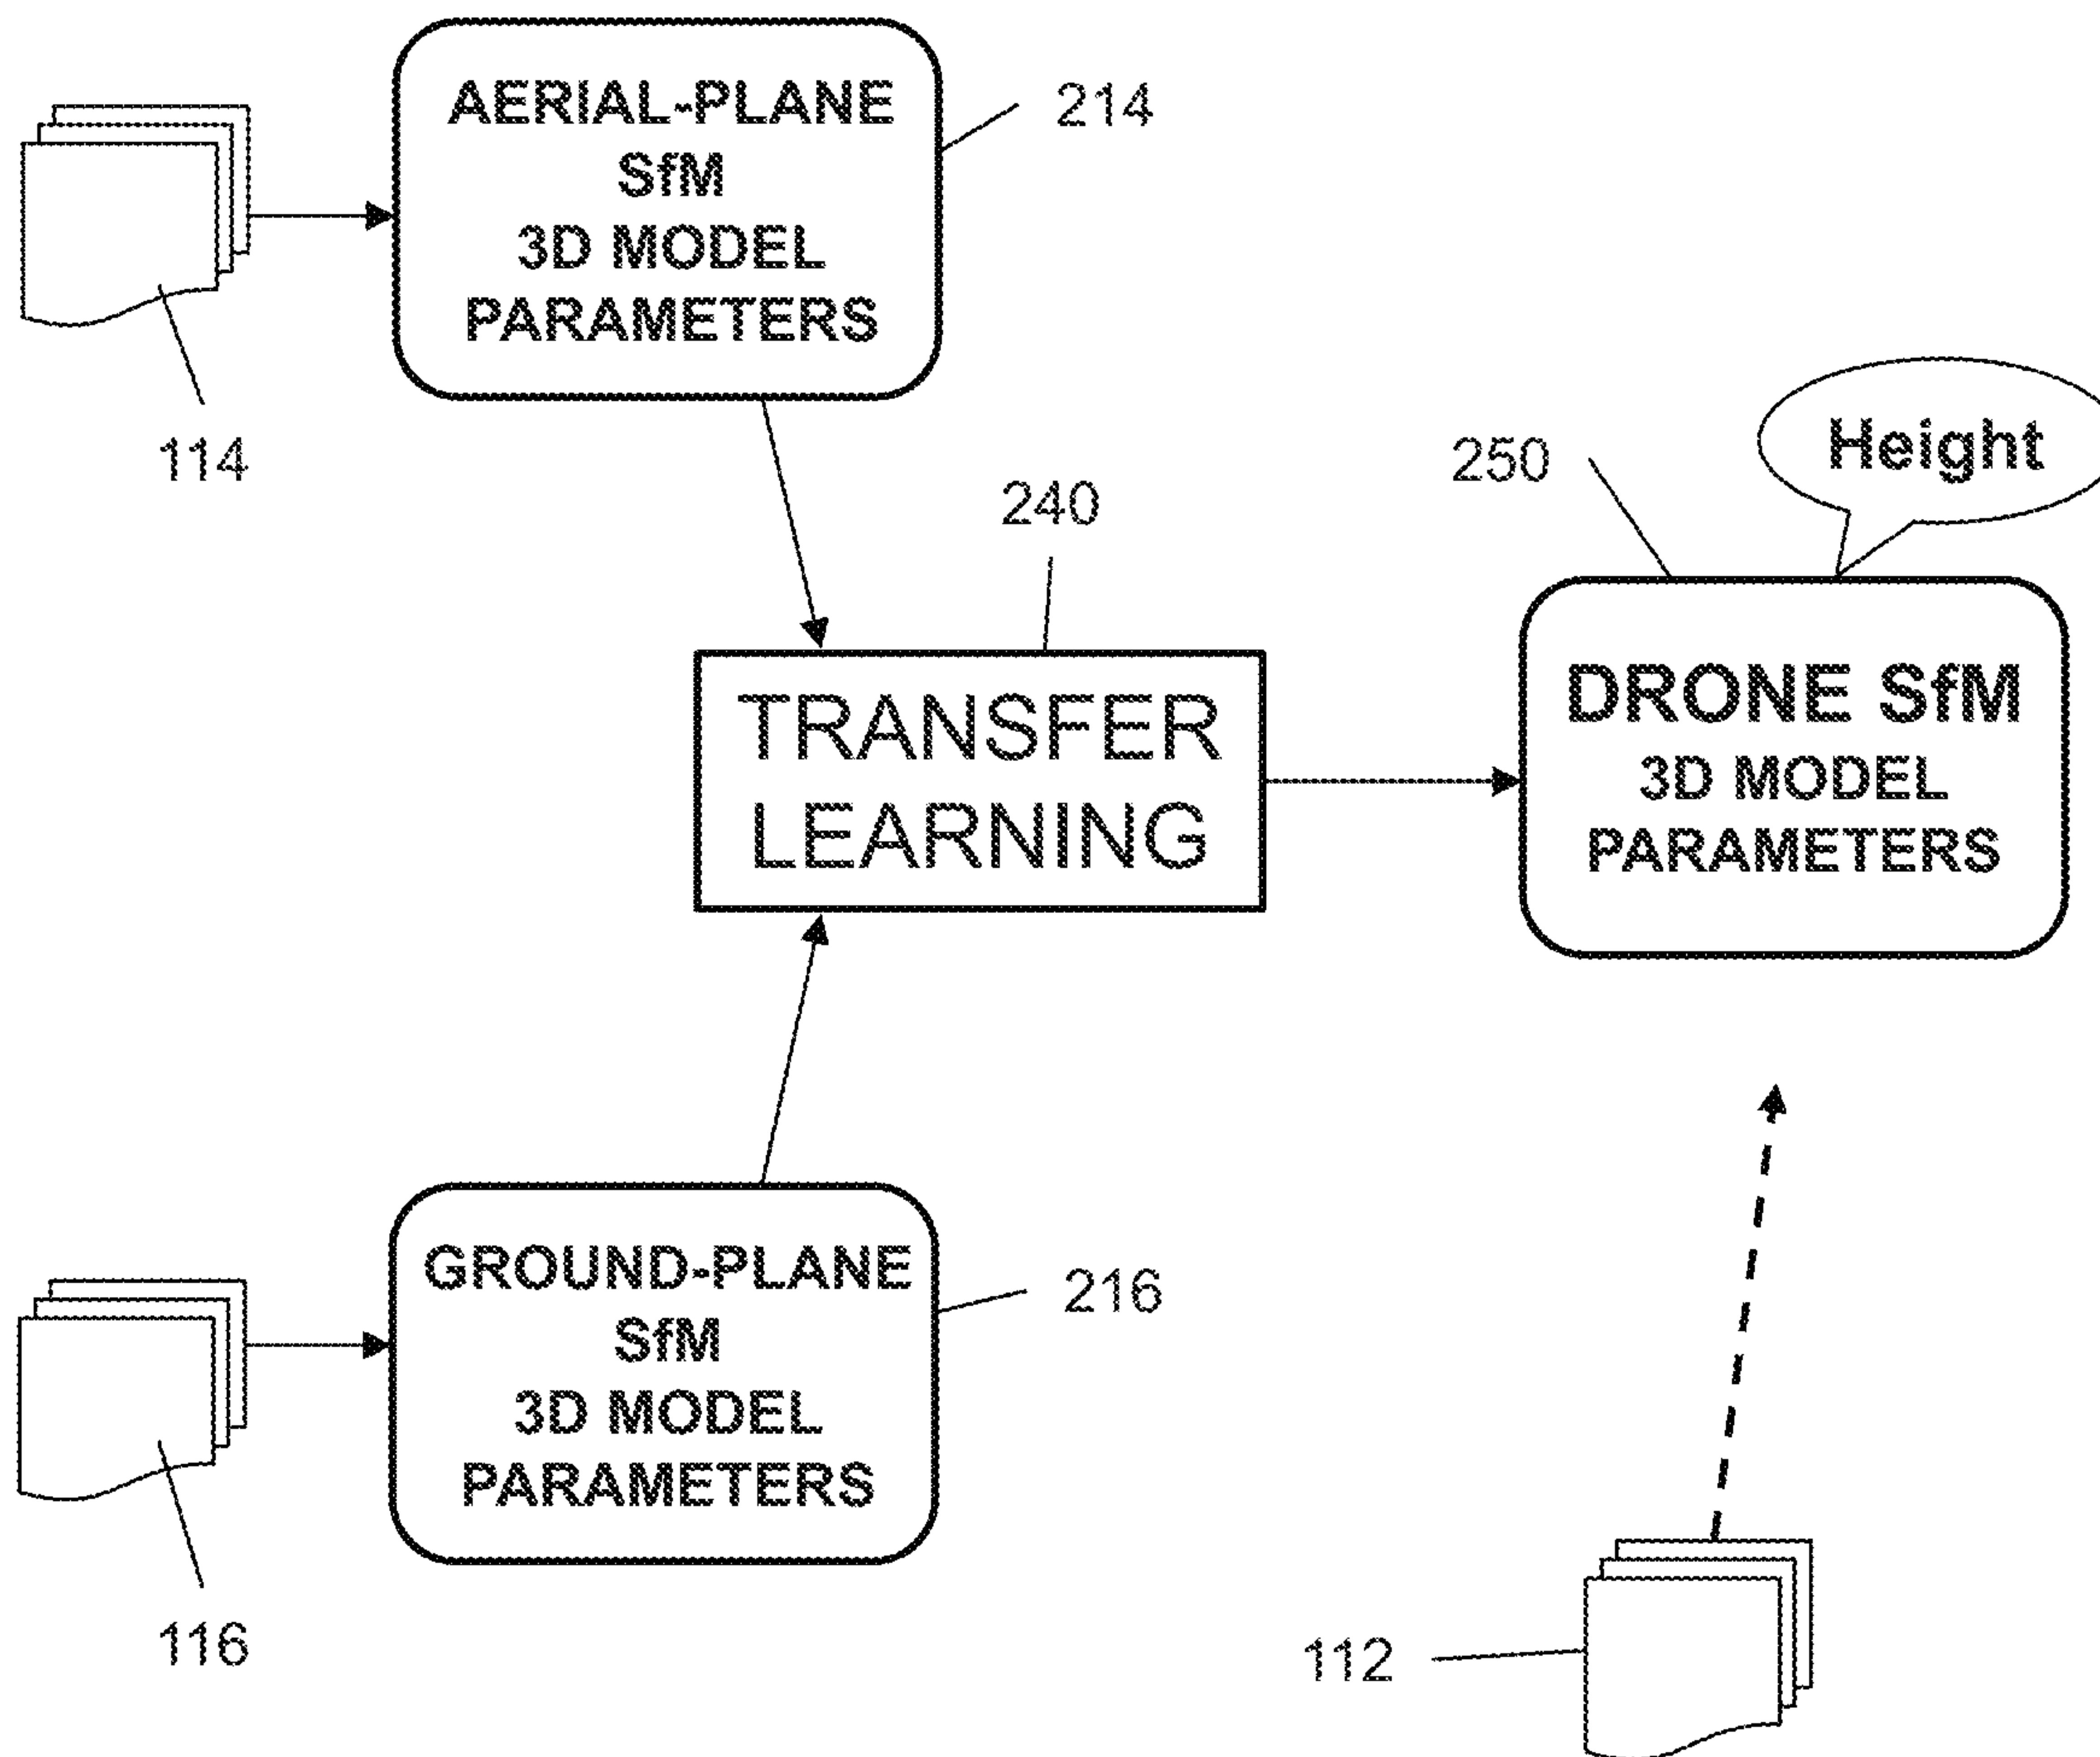 AERIAL-PLANE
SfM
3D MODEL
PARAMETERS
214
114
240
250
Height
TRANSFER
LEARNING
DRONE SfM
3D MODEL
PARAMETERS
GROUND-PLANE
SfM
3D MODEL
PARAMETERS
216
116
112